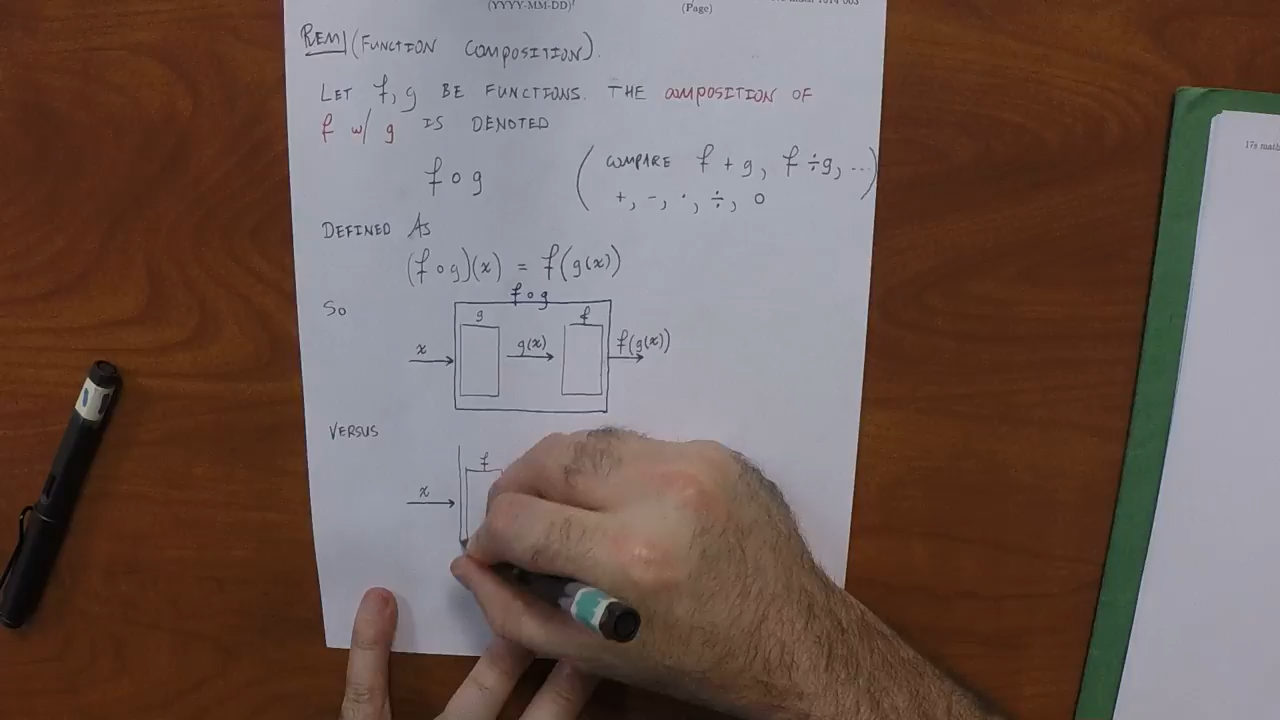 (YYYY-MM-DD)
(Page)
REM (FUNCTION COMPOSITION).
LET f, g BE FUNCTIONS. THE COMPOSITION OF
f w/ g IS DENOTED
f ∘ g
(COMPARE f + g, f ÷ g, ...
+, -, ·, ÷, ∘)
DEFINED AS
(f ∘ g)(x) = f(g(x))
SO
f ∘ g
g
f
x
g(x)
f(g(x))
VERSUS
f
x